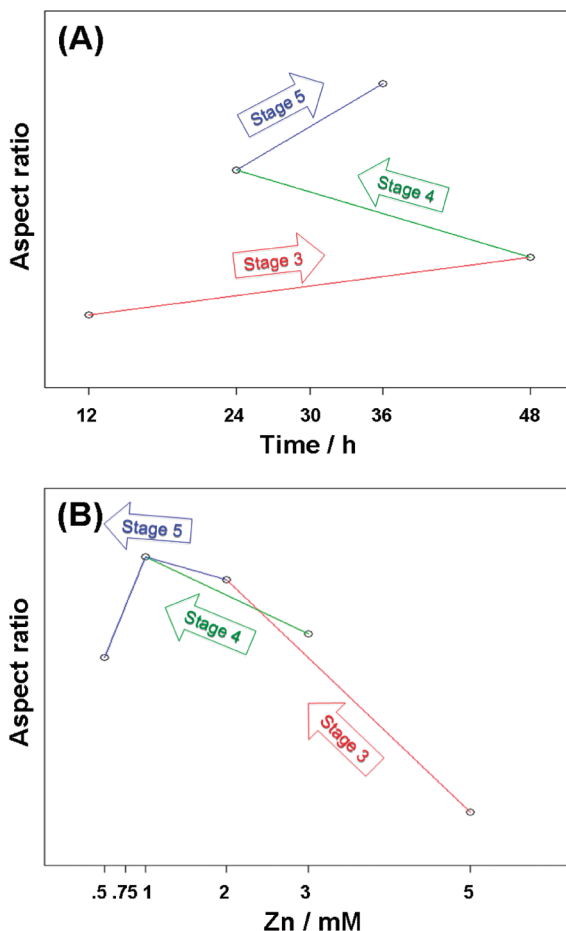 (A)
Aspect ratio
Stage 5
Stage 4
Stage 3
12 24 30 36 48
Time / h
(B)
Aspect ratio
Stage 5
Stage 4
Stage 3
.5 .75 1 2 3 5
Zn / mM